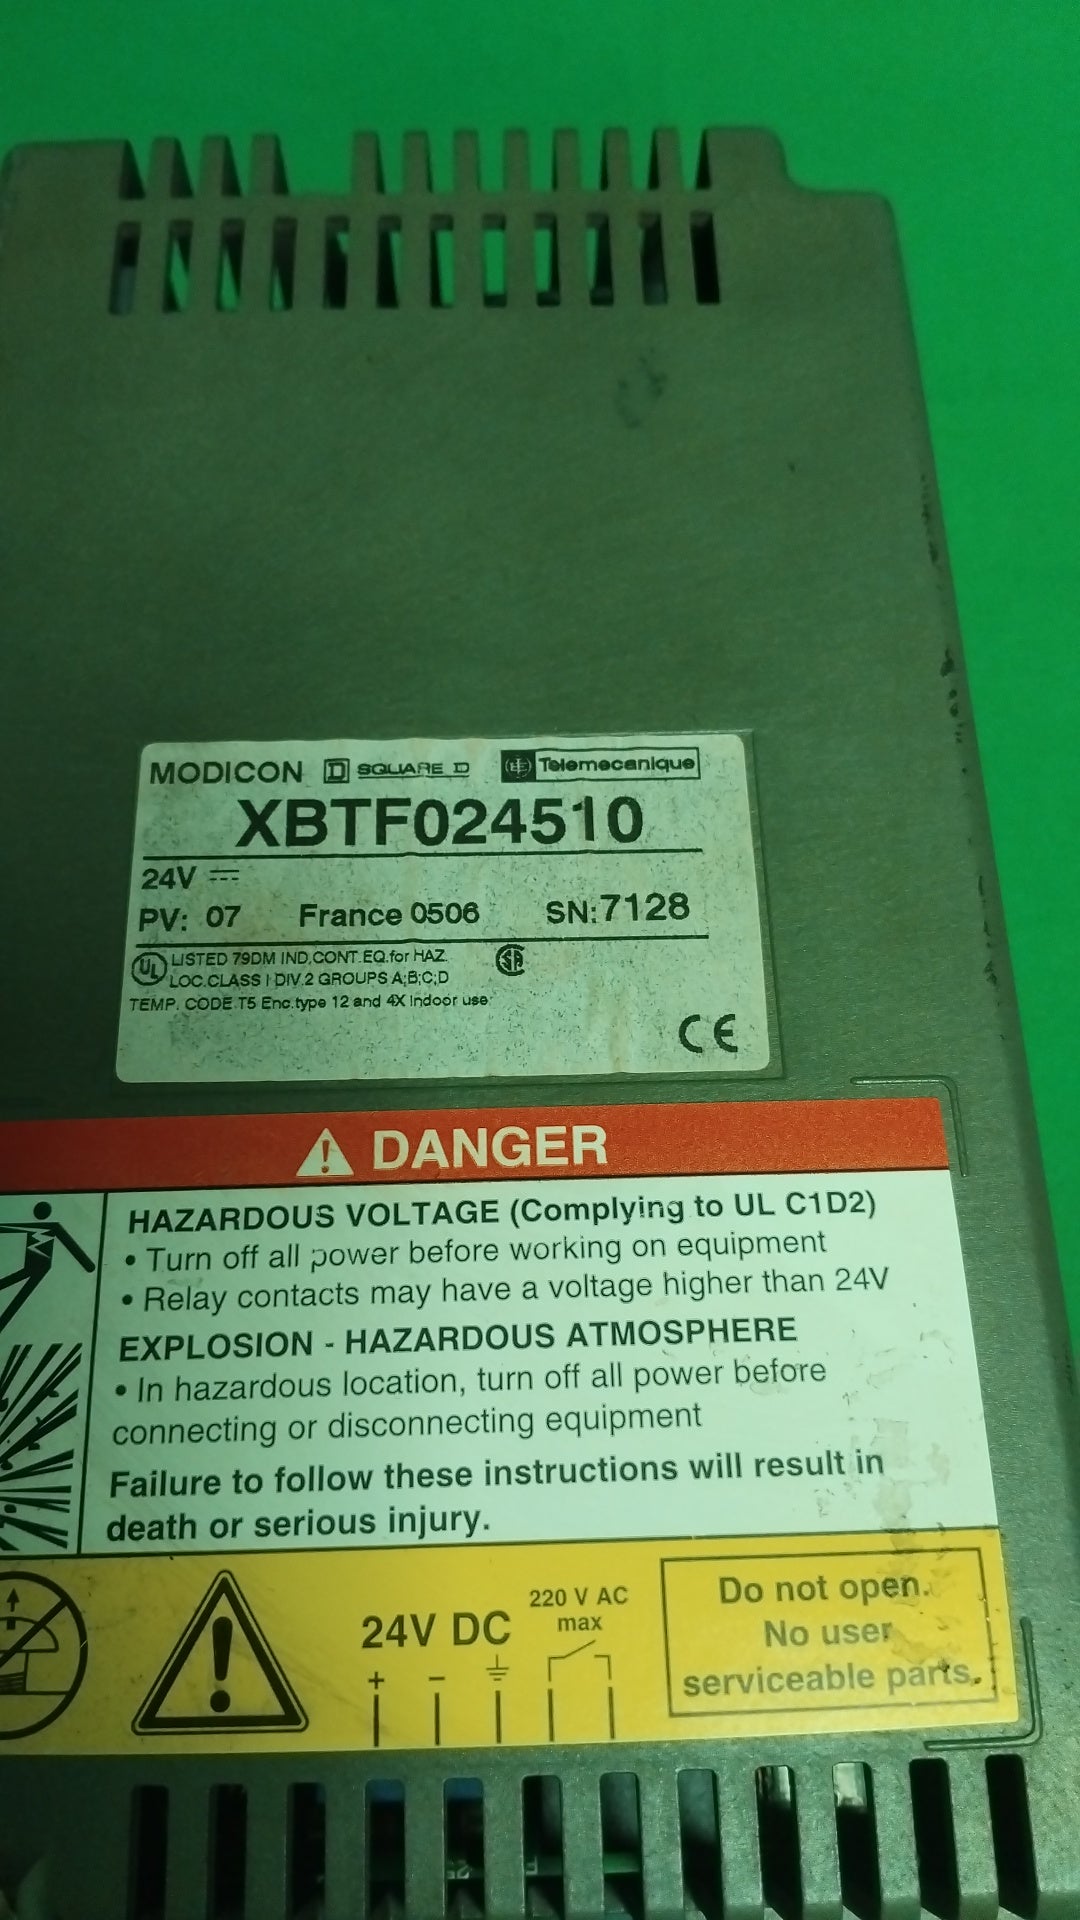 MODICON D SQUARE D Telemecanique
XBTF024510
24V
PV: 07 France 0506 SN:7128
UL LISTED 79DM IND.CONT.EQ.for HAZ.
LOC.CLASS I DIV.2 GROUPS A;B;C;D
TEMP. CODE.T5 Enc.type 12 and 4X Indoor use
CE
DANGER
HAZARDOUS VOLTAGE (Complying to UL C1D2)
• Turn off all power before working on equipment
• Relay contacts may have a voltage higher than 24V
EXPLOSION - HAZARDOUS ATMOSPHERE
• In hazardous location, turn off all power before
connecting or disconnecting equipment
Failure to follow these instructions will result in
death or serious injury.
24V DC
+ -
220 V AC
max
Do not open.
No user
serviceable parts.